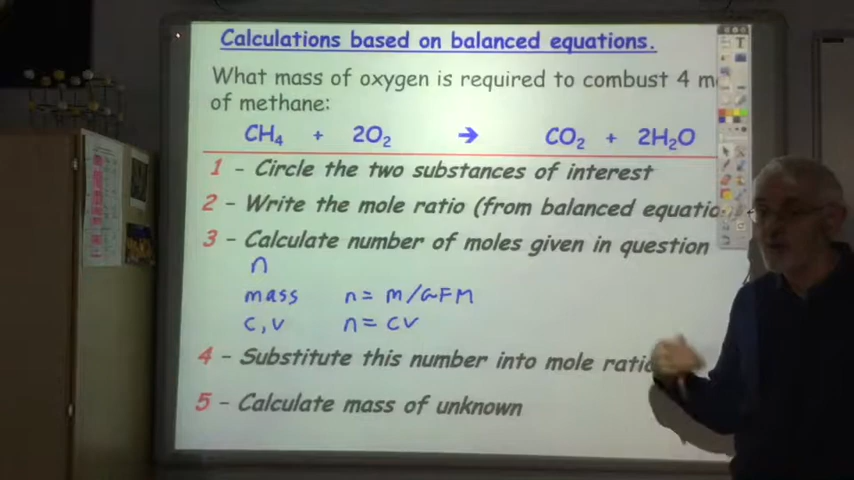 Calculations based on balanced equations.
What mass of oxygen is required to combust 4 m
of methane:
CH₄ + 2O₂ → CO₂ + 2H₂O
1 - Circle the two substances of interest
2 - Write the mole ratio (from balanced equatio
3 - Calculate number of moles given in question
n
mass n = m/GFM
c, v n = cv
4 - Substitute this number into mole ratio
5 - Calculate mass of unknown